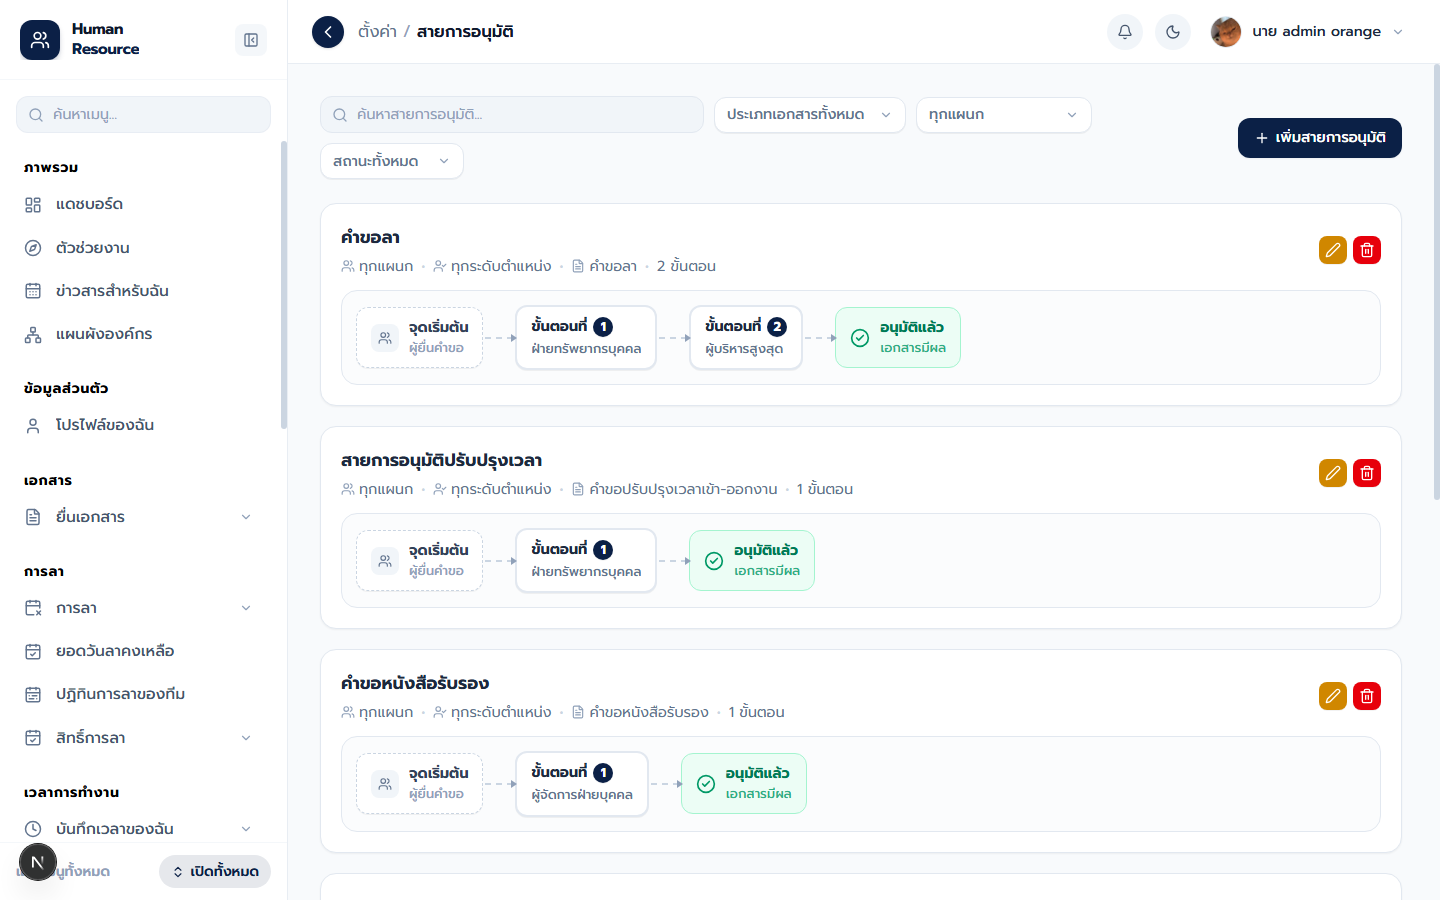 Human
Resource
ค้นหาเมนู...
ภาพรวม
แดชบอร์ด
ตัวช่วยงาน
ข่าวสารสำหรับฉัน
แผนผังองค์กร
ข้อมูลส่วนตัว
โปรไฟล์ของฉัน
เอกสาร
ยื่นเอกสาร
การลา
การลา
ยอดวันลาคงเหลือ
ปฏิทินการลาของทีม
สิทธิ์การลา
เวลาการทำงาน
บันทึกเวลาของฉัน
N
นูทั้งหมด
เปิดทั้งหมด
ตั้งค่า / สายการอนุมัติ
นาย admin orange
ค้นหาสายการอนุมัติ...
ประเภทเอกสารทั้งหมด
ทุกแผนก
สถานะทั้งหมด
+ เพิ่มสายการอนุมัติ
คำขอลา
ทุกแผนก • ทุกระดับตำแหน่ง • คำขอลา • 2 ขั้นตอน
จุดเริ่มต้น
ผู้ยื่นคำขอ
ขั้นตอนที่ 1
ฝ่ายทรัพยากรบุคคล
ขั้นตอนที่ 2
ผู้บริหารสูงสุด
อนุมัติแล้ว
เอกสารมีผล
สายการอนุมัติปรับปรุงเวลา
ทุกแผนก • ทุกระดับตำแหน่ง • คำขอปรับปรุงเวลาเข้า-ออกงาน • 1 ขั้นตอน
จุดเริ่มต้น
ผู้ยื่นคำขอ
ขั้นตอนที่ 1
ฝ่ายทรัพยากรบุคคล
อนุมัติแล้ว
เอกสารมีผล
คำขอหนังสือรับรอง
ทุกแผนก • ทุกระดับตำแหน่ง • คำขอหนังสือรับรอง • 1 ขั้นตอน
จุดเริ่มต้น
ผู้ยื่นคำขอ
ขั้นตอนที่ 1
ผู้จัดการฝ่ายบุคคล
อนุมัติแล้ว
เอกสารมีผล